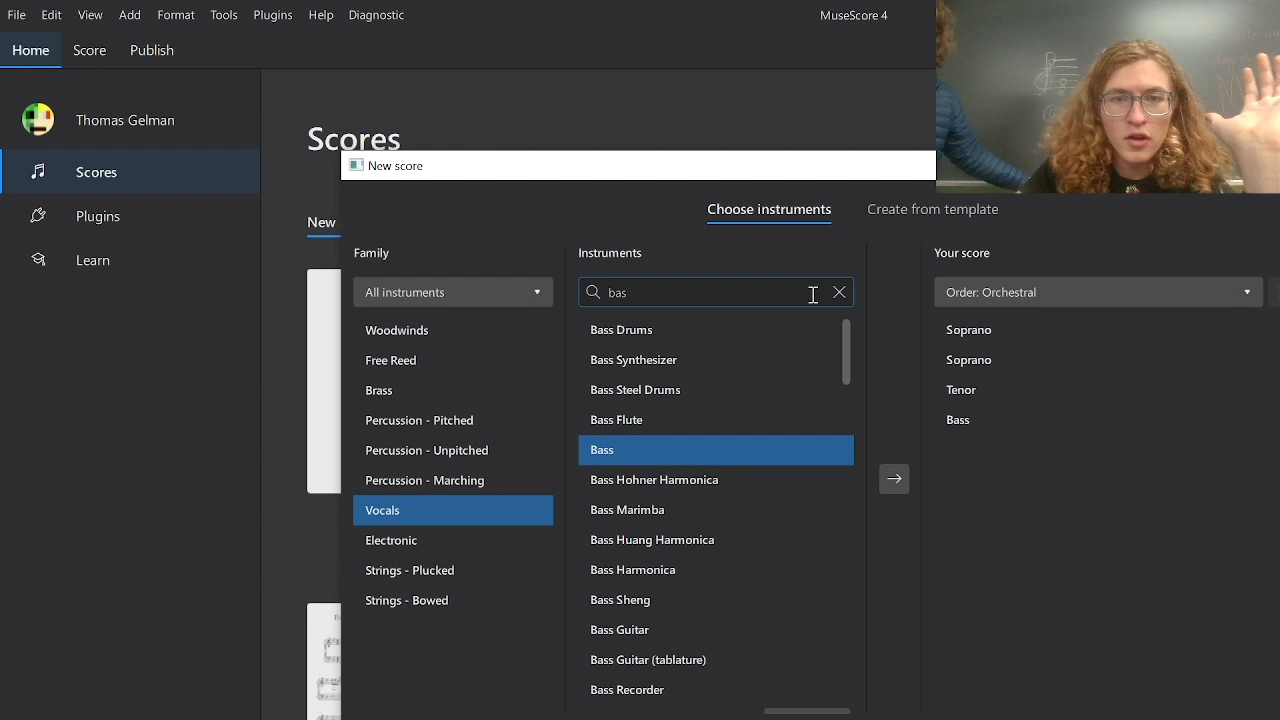 File Edit View Add Format Tools Plugins Help Diagnostic
MuseScore 4
Home Score Publish
Thomas Gelman
Scores
Plugins
Learn
Scores
New
New score
Choose instruments
Create from template
Family
All instruments
Woodwinds
Free Reed
Brass
Percussion - Pitched
Percussion - Unpitched
Percussion - Marching
Vocals
Electronic
Strings - Plucked
Strings - Bowed
Instruments
bas
Bass Drums
Bass Synthesizer
Bass Steel Drums
Bass Flute
Bass
Bass Hohner Harmonica
Bass Marimba
Bass Huang Harmonica
Bass Harmonica
Bass Sheng
Bass Guitar
Bass Guitar (tablature)
Bass Recorder
Your score
Order: Orchestral
Soprano
Soprano
Tenor
Bass